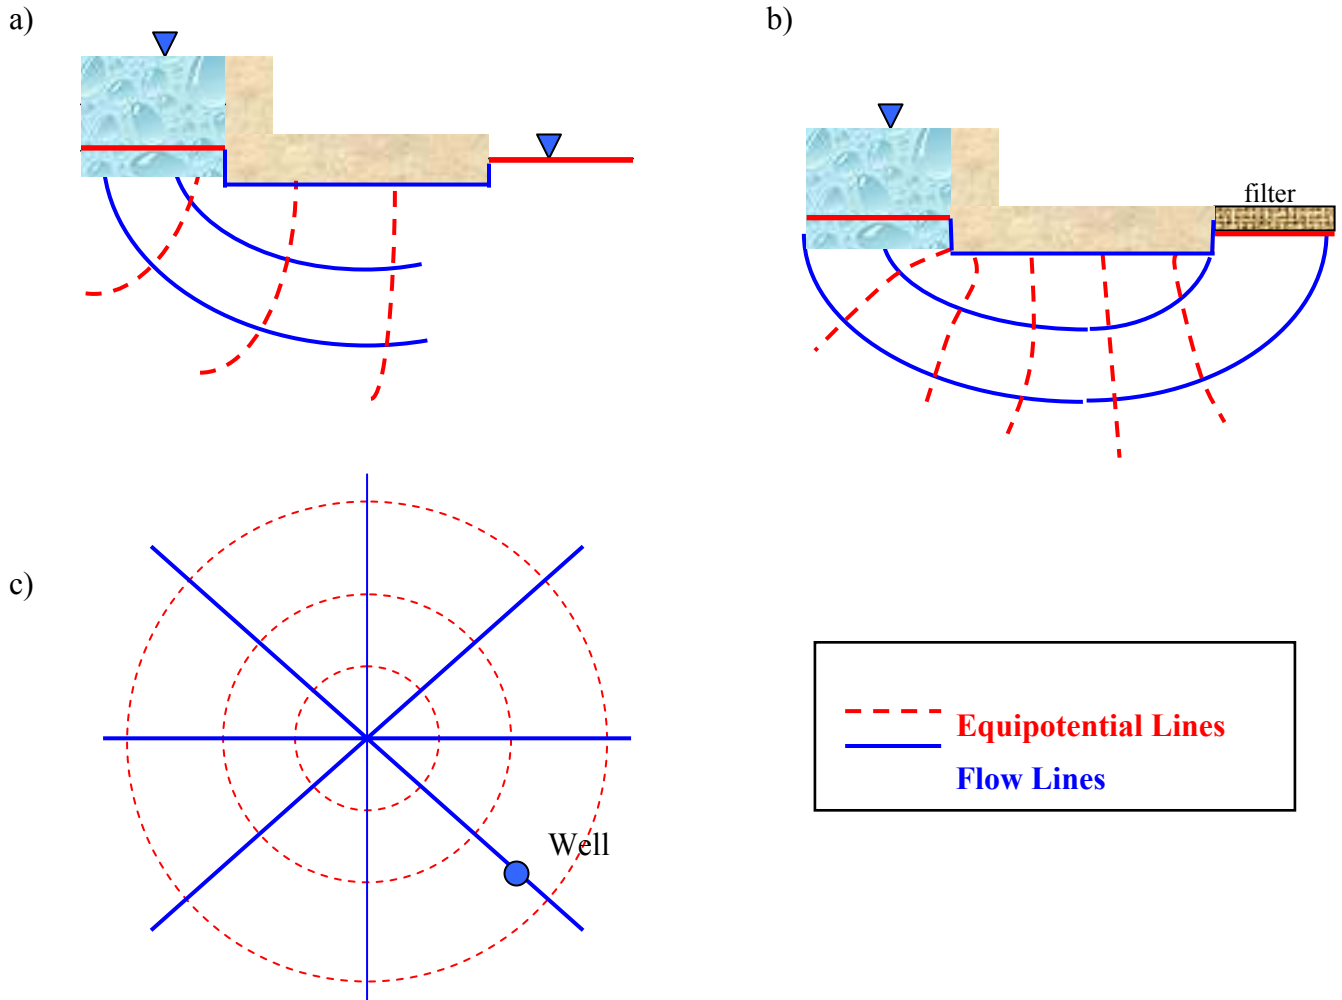 a)
b)
filter
c)
Well
Equipotential Lines
Flow Lines